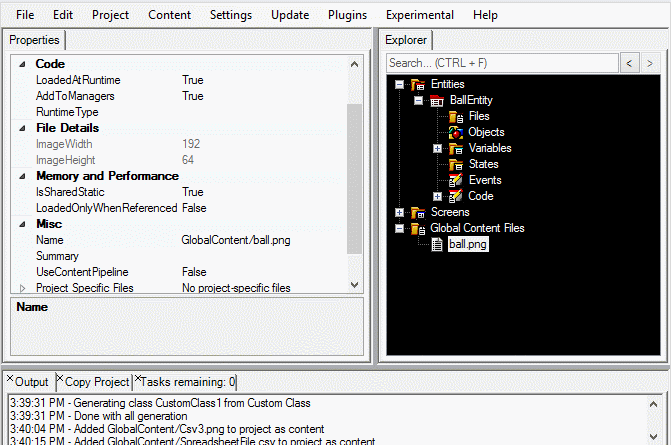 File Edit Project Content Settings Update Plugins Experimental Help
Properties
Code
LoadedAtRuntime True
AddToManagers True
RuntimeType
File Details
ImageWidth 192
ImageHeight 64
Memory and Performance
IsSharedStatic True
LoadedOnlyWhenReferenced False
Misc
Name GlobalContent/ball.png
Summary
UseContentPipeline False
Project Specific Files No project-specific files
Name
Explorer
Search... (CTRL + F) < >
Entities
BallEntity
Files
Objects
Variables
States
Events
Code
Screens
Global Content Files
ball.png
Output Copy Project Tasks remaining: 0
3:39:31 PM - Generating class CustomClass1 from Custom Class
3:39:31 PM - Done with all generation
3:40:04 PM - Added GlobalContent/Csv3.png to project as content
3:40:15 PM - Added GlobalContent/SpreadsheetFile.csv to project as content